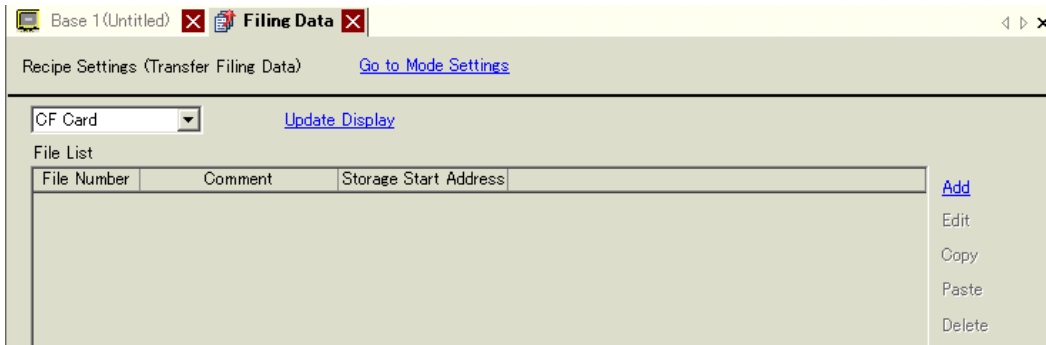 Base 1(Untitled) Filing Data
Recipe Settings (Transfer Filing Data) Go to Mode Settings
CF Card Update Display
File List
File Number Comment Storage Start Address
Add
Edit
Copy
Paste
Delete